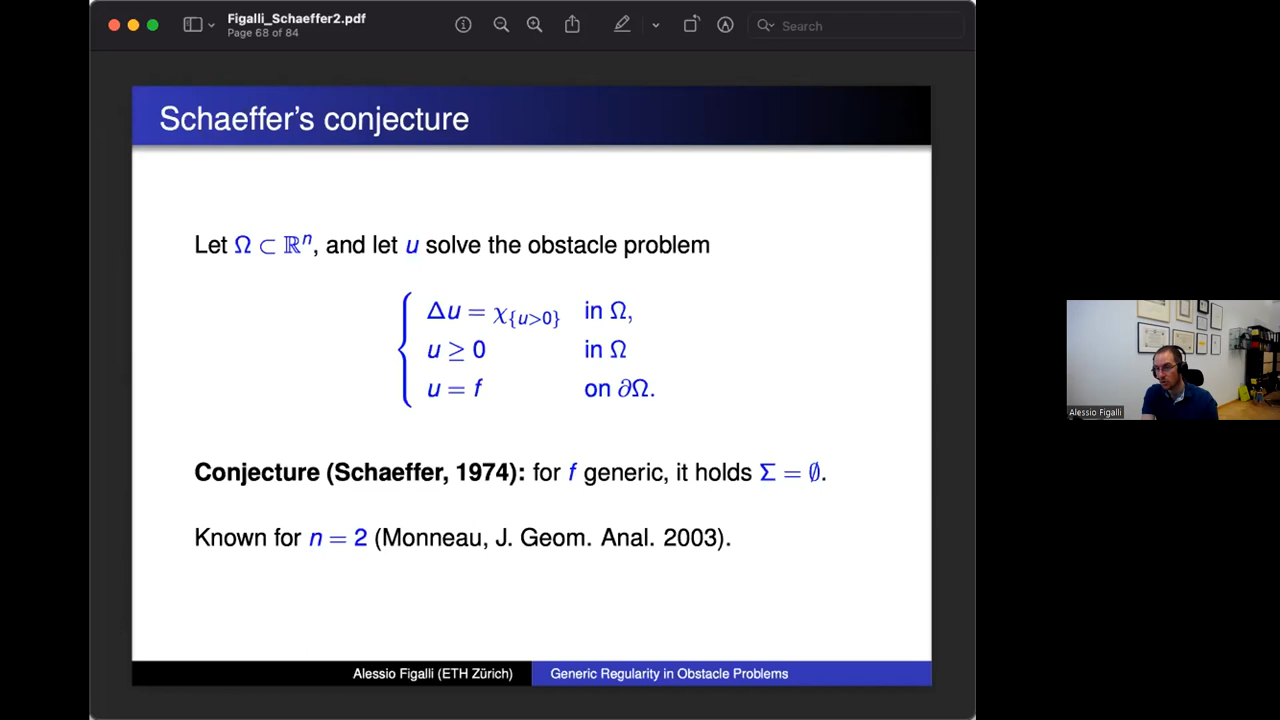 Figalli_Schaeffer2.pdf
Page 68 of 84
Search
Schaeffer's conjecture
Let Ω ⊂ ℝⁿ, and let u solve the obstacle problem
Δu = χ_{u>0} in Ω,
u ≥ 0 in Ω
u = f on ∂Ω.
Conjecture (Schaeffer, 1974): for f generic, it holds Σ = ∅.
Known for n = 2 (Monneau, J. Geom. Anal. 2003).
Alessio Figalli (ETH Zürich) Generic Regularity in Obstacle Problems
Alessio Figalli